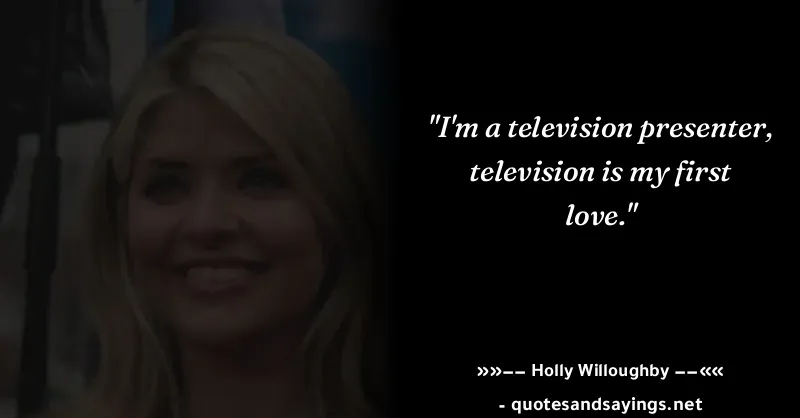 "I'm a television presenter,
television is my first
love."
»»−− Holly Willoughby −−««
- quotesandsayings.net